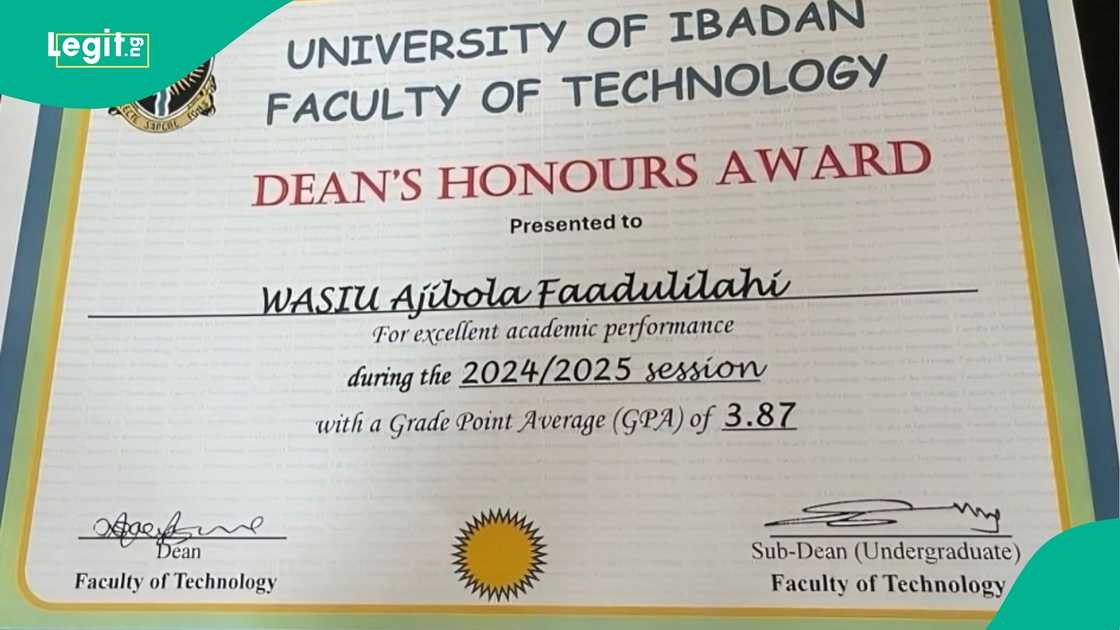 Legit.ng
UNIVERSITY OF IBADAN
FACULTY OF TECHNOLOGY
SAPERE
DEAN'S HONOURS AWARD
Presented to
WASIU Ajibola Faadulilahi
For excellent academic performance
during the 2024/2025 session
with a Grade Point Average (GPA) of 3.87
Dean
Faculty of Technology
Sub-Dean (Undergraduate)
Faculty of Technology